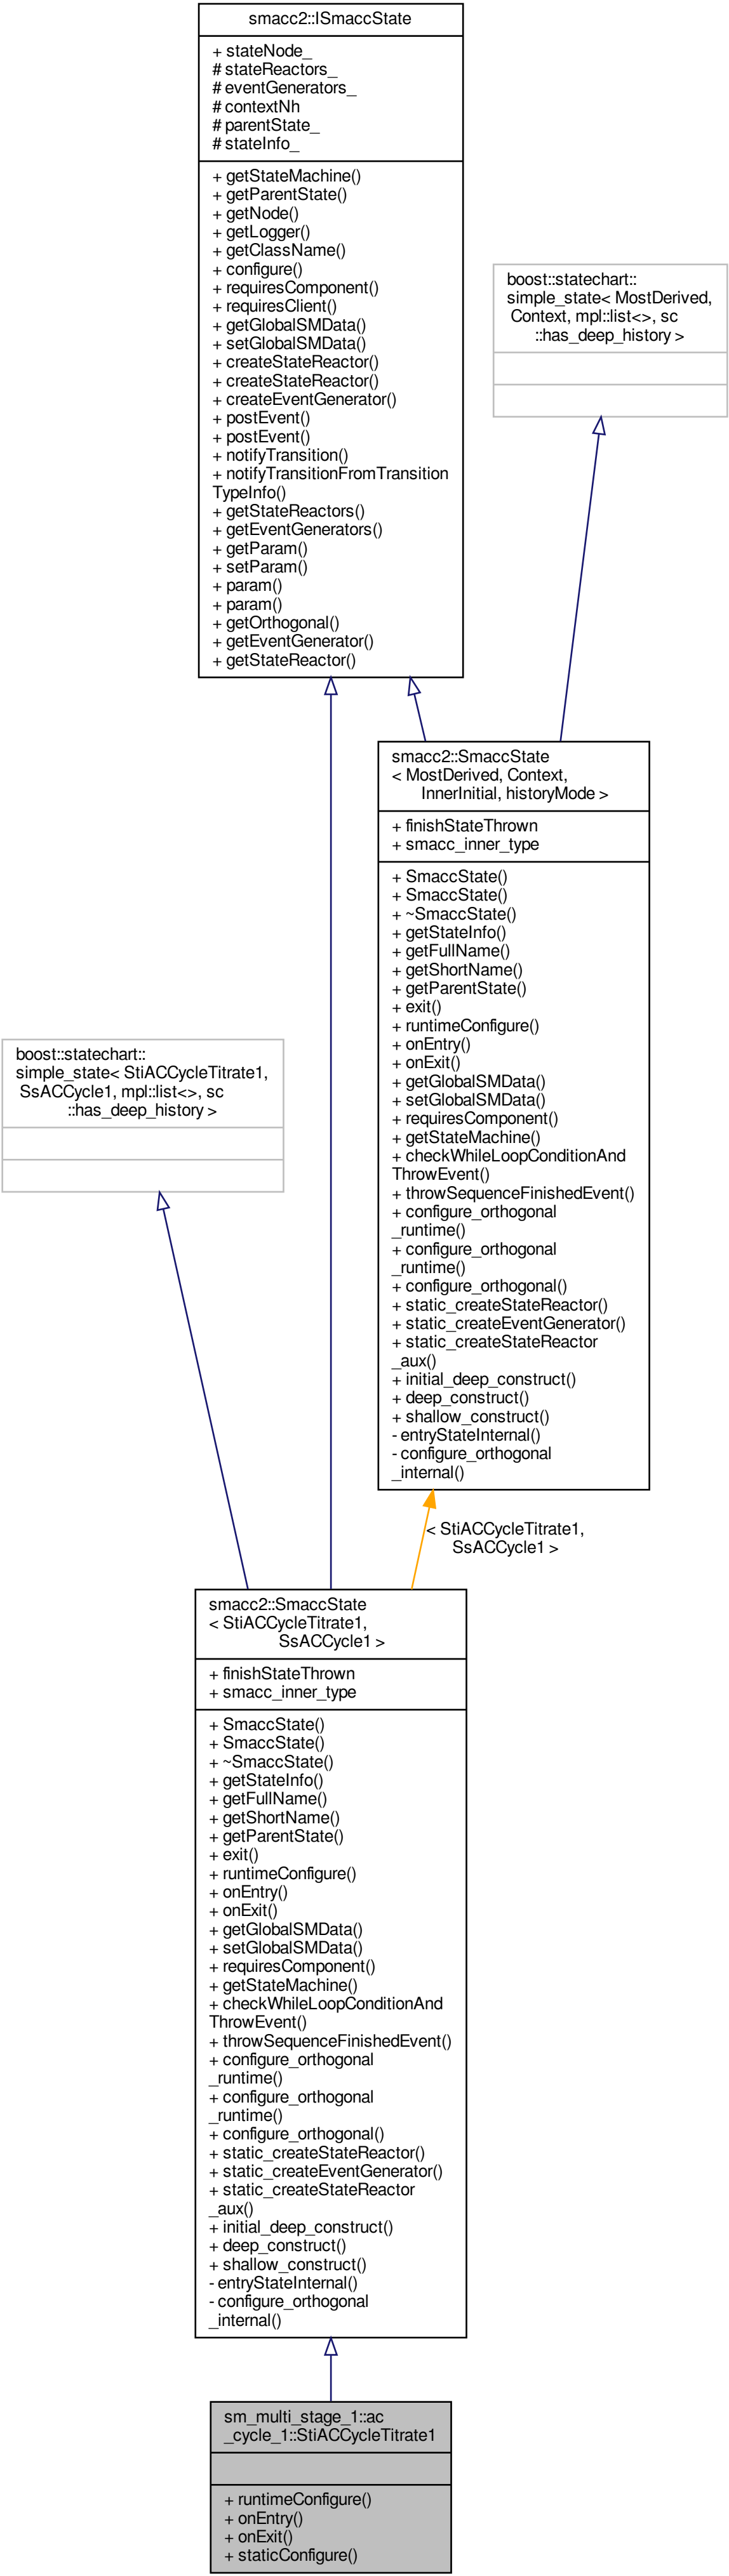 smacc2::ISmaccState
+ stateNode_
# stateReactors_
# eventGenerators_
# contextNh
# parentState_
# stateInfo_
+ getStateMachine()
+ getParentState()
+ getNode()
+ getLogger()
+ getClassName()
+ configure()
+ requiresComponent()
+ requiresClient()
+ getGlobalSMData()
+ setGlobalSMData()
+ createStateReactor()
+ createStateReactor()
+ createEventGenerator()
+ postEvent()
+ postEvent()
+ notifyTransition()
+ notifyTransitionFromTransition
TypeInfo()
+ getStateReactors()
+ getEventGenerators()
+ getParam()
+ setParam()
+ param()
+ param()
+ getOrthogonal()
+ getEventGenerator()
+ getStateReactor()
boost::statechart::
simple_state< MostDerived,
Context, mpl::list<>, sc
::has_deep_history >
smacc2::SmaccState
< MostDerived, Context,
InnerInitial, historyMode >
+ finishStateThrown
+ smacc_inner_type
+ SmaccState()
+ SmaccState()
+ ~SmaccState()
+ getStateInfo()
+ getFullName()
+ getShortName()
+ getParentState()
+ exit()
+ runtimeConfigure()
+ onEntry()
+ onExit()
+ getGlobalSMData()
+ setGlobalSMData()
+ requiresComponent()
+ getStateMachine()
+ checkWhileLoopConditionAnd
ThrowEvent()
+ throwSequenceFinishedEvent()
+ configure_orthogonal
_runtime()
+ configure_orthogonal
_runtime()
+ configure_orthogonal()
+ static_createStateReactor()
+ static_createEventGenerator()
+ static_createStateReactor
_aux()
+ initial_deep_construct()
+ deep_construct()
+ shallow_construct()
- entryStateInternal()
- configure_orthogonal
_internal()
boost::statechart::
simple_state< StiACCycleTitrate1,
SsACCycle1, mpl::list<>, sc
::has_deep_history >
< StiACCycleTitrate1,
SsACCycle1 >
smacc2::SmaccState
< StiACCycleTitrate1,
SsACCycle1 >
+ finishStateThrown
+ smacc_inner_type
+ SmaccState()
+ SmaccState()
+ ~SmaccState()
+ getStateInfo()
+ getFullName()
+ getShortName()
+ getParentState()
+ exit()
+ runtimeConfigure()
+ onEntry()
+ onExit()
+ getGlobalSMData()
+ setGlobalSMData()
+ requiresComponent()
+ getStateMachine()
+ checkWhileLoopConditionAnd
ThrowEvent()
+ throwSequenceFinishedEvent()
+ configure_orthogonal
_runtime()
+ configure_orthogonal
_runtime()
+ configure_orthogonal()
+ static_createStateReactor()
+ static_createEventGenerator()
+ static_createStateReactor
_aux()
+ initial_deep_construct()
+ deep_construct()
+ shallow_construct()
- entryStateInternal()
- configure_orthogonal
_internal()
sm_multi_stage_1::ac
_cycle_1::StiACCycleTitrate1
+ runtimeConfigure()
+ onEntry()
+ onExit()
+ staticConfigure()